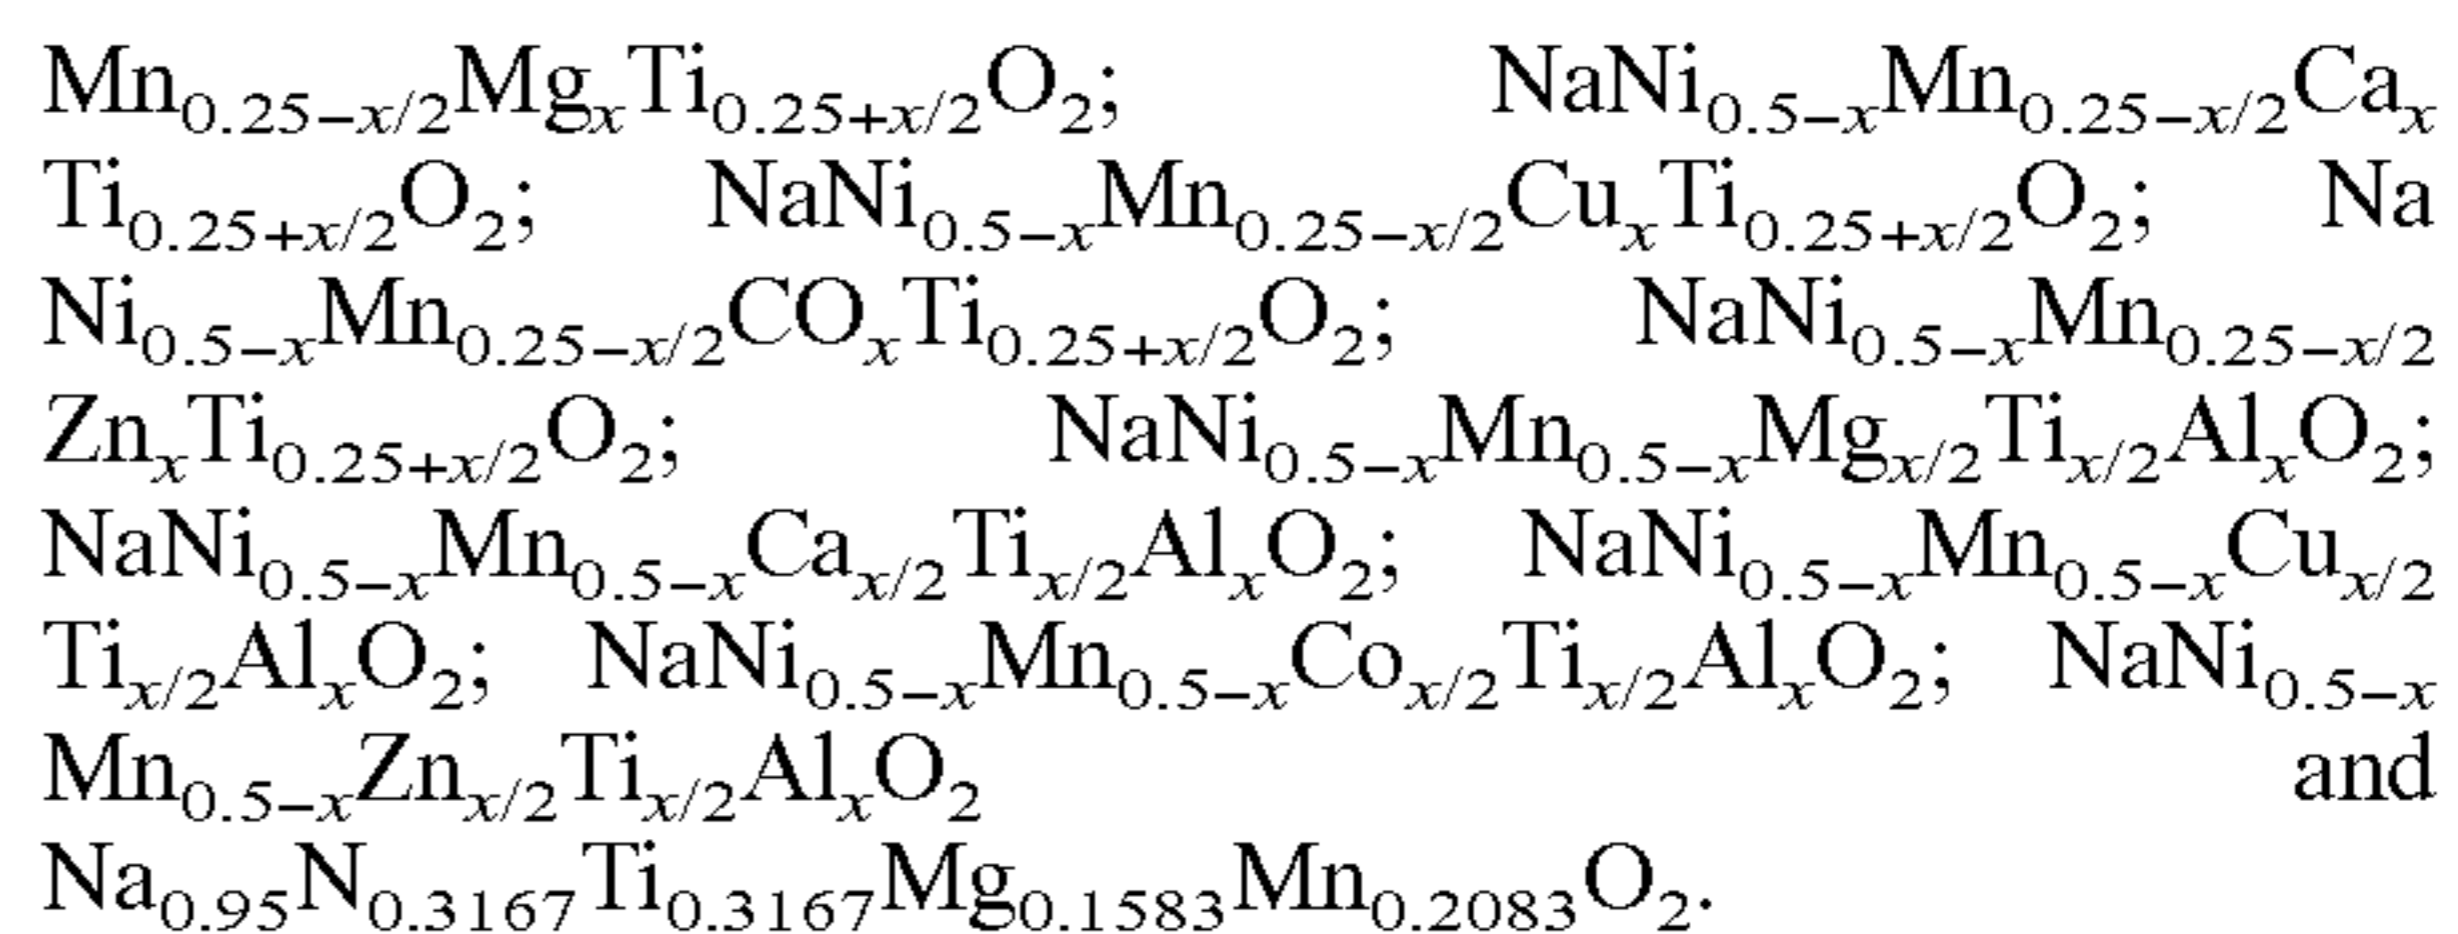 Mn₀.₂₅₋ₓ/₂MgₓTi₀.₂₅₊ₓ/₂O₂; NaNi₀.₅₋ₓMn₀.₂₅₋ₓ/₂Caₓ
Ti₀.₂₅₊ₓ/₂O₂; NaNi₀.₅₋ₓMn₀.₂₅₋ₓ/₂CuₓTi₀.₂₅₊ₓ/₂O₂; Na
Ni₀.₅₋ₓMn₀.₂₅₋ₓ/₂COₓTi₀.₂₅₊ₓ/₂O₂; NaNi₀.₅₋ₓMn₀.₂₅₋ₓ/₂
ZnₓTi₀.₂₅₊ₓ/₂O₂; NaNi₀.₅₋ₓMn₀.₅₋ₓMgₓ/₂Tiₓ/₂AlₓO₂;
NaNi₀.₅₋ₓMn₀.₅₋ₓCaₓ/₂Tiₓ/₂AlₓO₂; NaNi₀.₅₋ₓMn₀.₅₋ₓCuₓ/₂
Tiₓ/₂AlₓO₂; NaNi₀.₅₋ₓMn₀.₅₋ₓCoₓ/₂Tiₓ/₂AlₓO₂; NaNi₀.₅₋ₓ
Mn₀.₅₋ₓZnₓ/₂Tiₓ/₂AlₓO₂ and
Na₀.₉₅N₀.₃₁₆₇Ti₀.₃₁₆₇Mg₀.₁₅₈₃Mn₀.₂₀₈₃O₂.